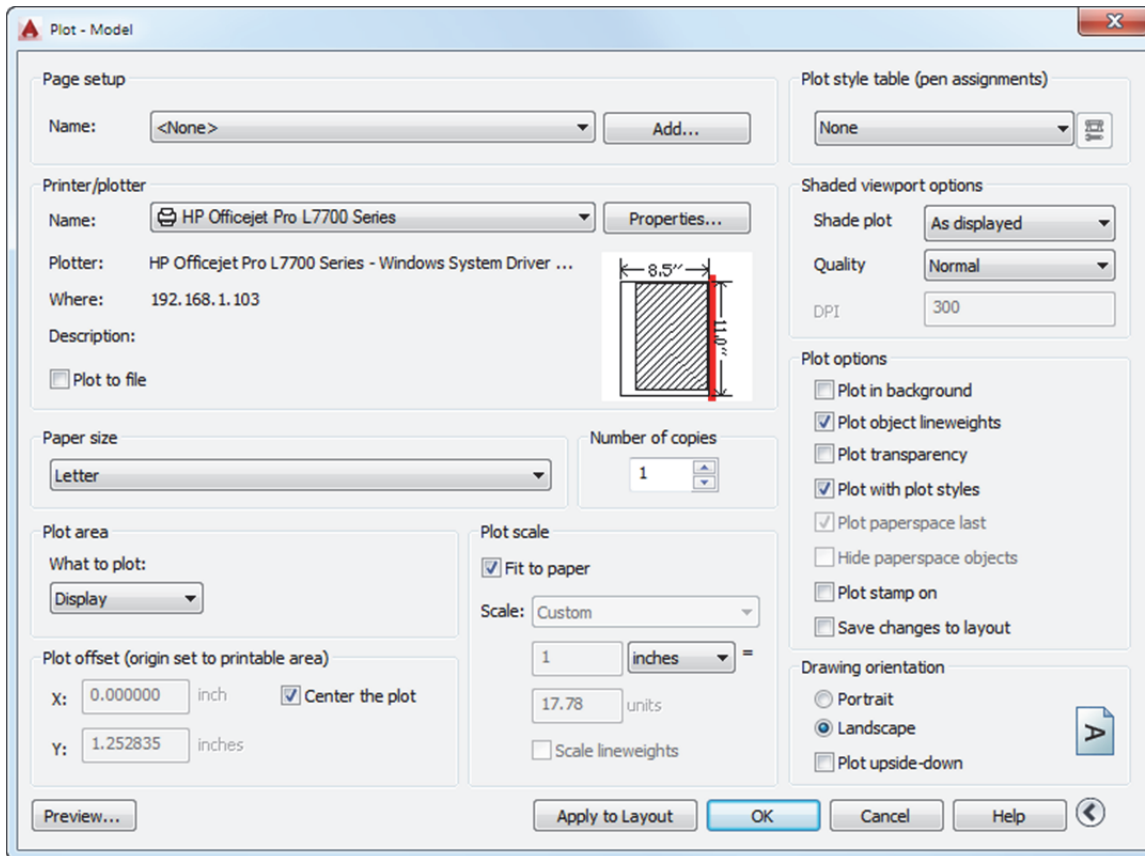 Plot - Model
Page setup
Name: <None> Add...
Printer/plotter
Name: HP Officejet Pro L7700 Series Properties...
Plotter: HP Officejet Pro L7700 Series - Windows System Driver ...
Where: 192.168.1.103
Description:
Plot to file
8.5″
11.0″
Paper size
Letter
Number of copies
1
Plot area
What to plot:
Display
Plot offset (origin set to printable area)
X: 0.000000 inch Center the plot
Y: 1.252835 inches
Plot scale
Fit to paper
Scale: Custom
1 inches =
17.78 units
Scale lineweights
Plot style table (pen assignments)
None
Shaded viewport options
Shade plot As displayed
Quality Normal
DPI 300
Plot options
Plot in background
Plot object lineweights
Plot transparency
Plot with plot styles
Plot paperspace last
Hide paperspace objects
Plot stamp on
Save changes to layout
Drawing orientation
Portrait
Landscape
Plot upside-down
A
Preview... Apply to Layout OK Cancel Help